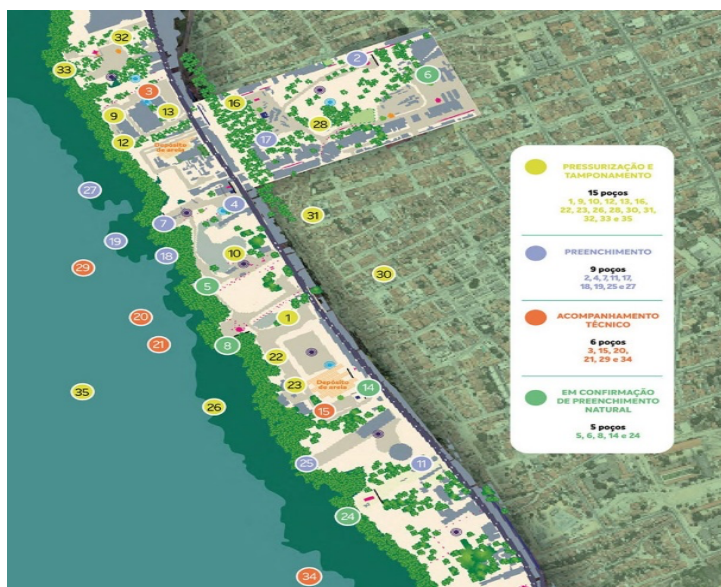 32
33
3
9
13
12
Depósito
de areia
2
6
16
28
17
27
7
4
31
19
18
10
29
5
30
20
1
21
8
22
23
Depósito
de areia
14
35
26
15
25
11
24
34
PRESSURIZAÇÃO E
TAMPONAMENTO
15 poços
1, 9, 10, 12, 13, 16,
22, 23, 26, 28, 30, 31,
32, 33 e 35
PREENCHIMENTO
9 poços
2, 4, 7, 11, 17,
18, 19, 25 e 27
ACOMPANHAMENTO
TÉCNICO
6 poços
3, 15, 20,
21, 29 e 34
EM CONFIRMAÇÃO
DE PREENCHIMENTO
NATURAL
5 poços
5, 6, 8, 14 e 24